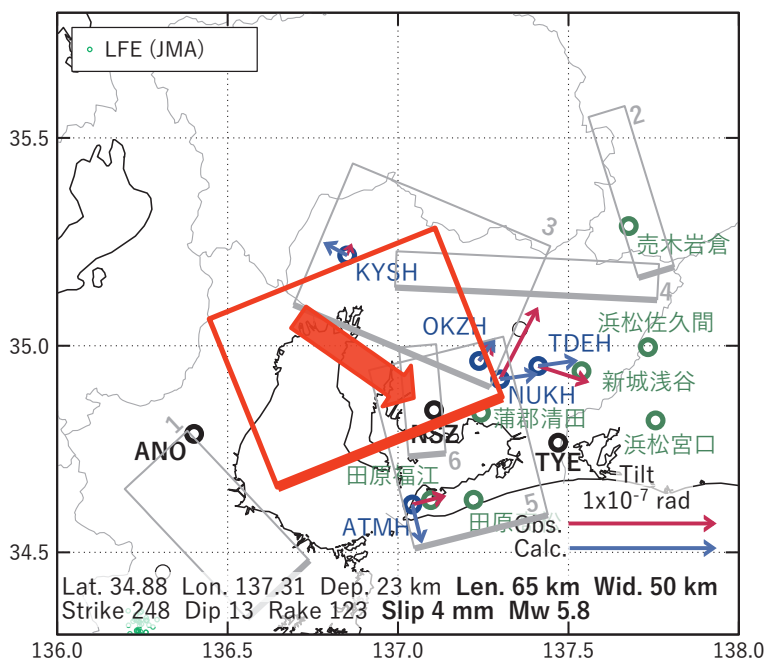 LFE (JMA)
35.5
35.0
34.5
136.0
136.5
137.0
137.5
138.0
2
売木岩倉
3
4
KYSH
OKZH
TDEH
浜松佐久間
新城浅谷
NUKH
蒲郡清田
NSZ
浜松宮口
1
ANO
TYE
6
田原福江
Tilt
1x10-7 rad
5
ATMH
田原
Obs.
Calc.
Lat. 34.88 Lon. 137.31 Dep. 23 km Len. 65 km Wid. 50 km
Strike 248 Dip 13 Rake 123 Slip 4 mm Mw 5.8